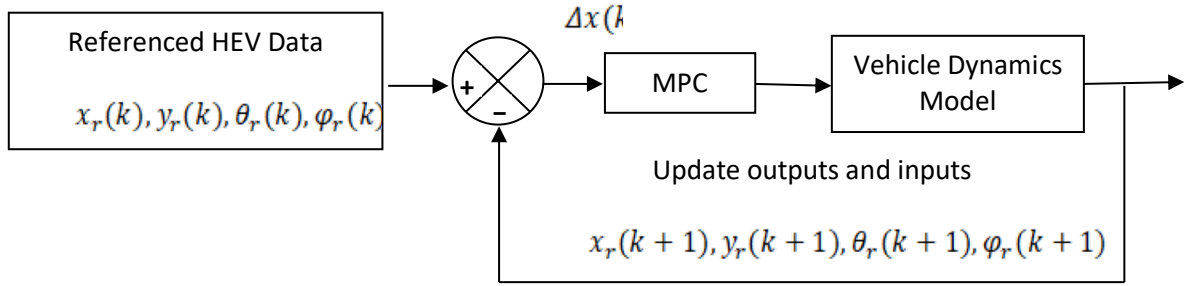 Δx(k
Referenced HEV Data
x_r(k), y_r(k), θ_r(k), φ_r(k)
+
−
MPC
Vehicle Dynamics
Model
Update outputs and inputs
x_r(k + 1), y_r(k + 1), θ_r(k + 1), φ_r(k + 1)